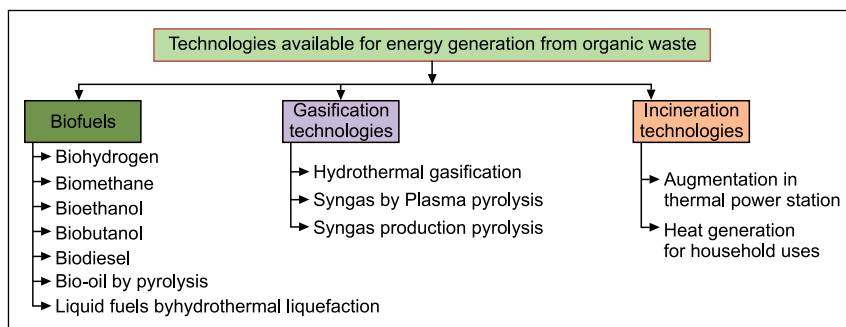 Technologies available for energy generation from organic waste
Biofuels
Biohydrogen
Biomethane
Bioethanol
Biobutanol
Biodiesel
Bio-oil by pyrolysis
Liquid fuels byhydrothermal liquefaction
Gasification
technologies
Hydrothermal gasification
Syngas by Plasma pyrolysis
Syngas production pyrolysis
Incineration
technologies
Augmentation in
thermal power station
Heat generation
for household uses